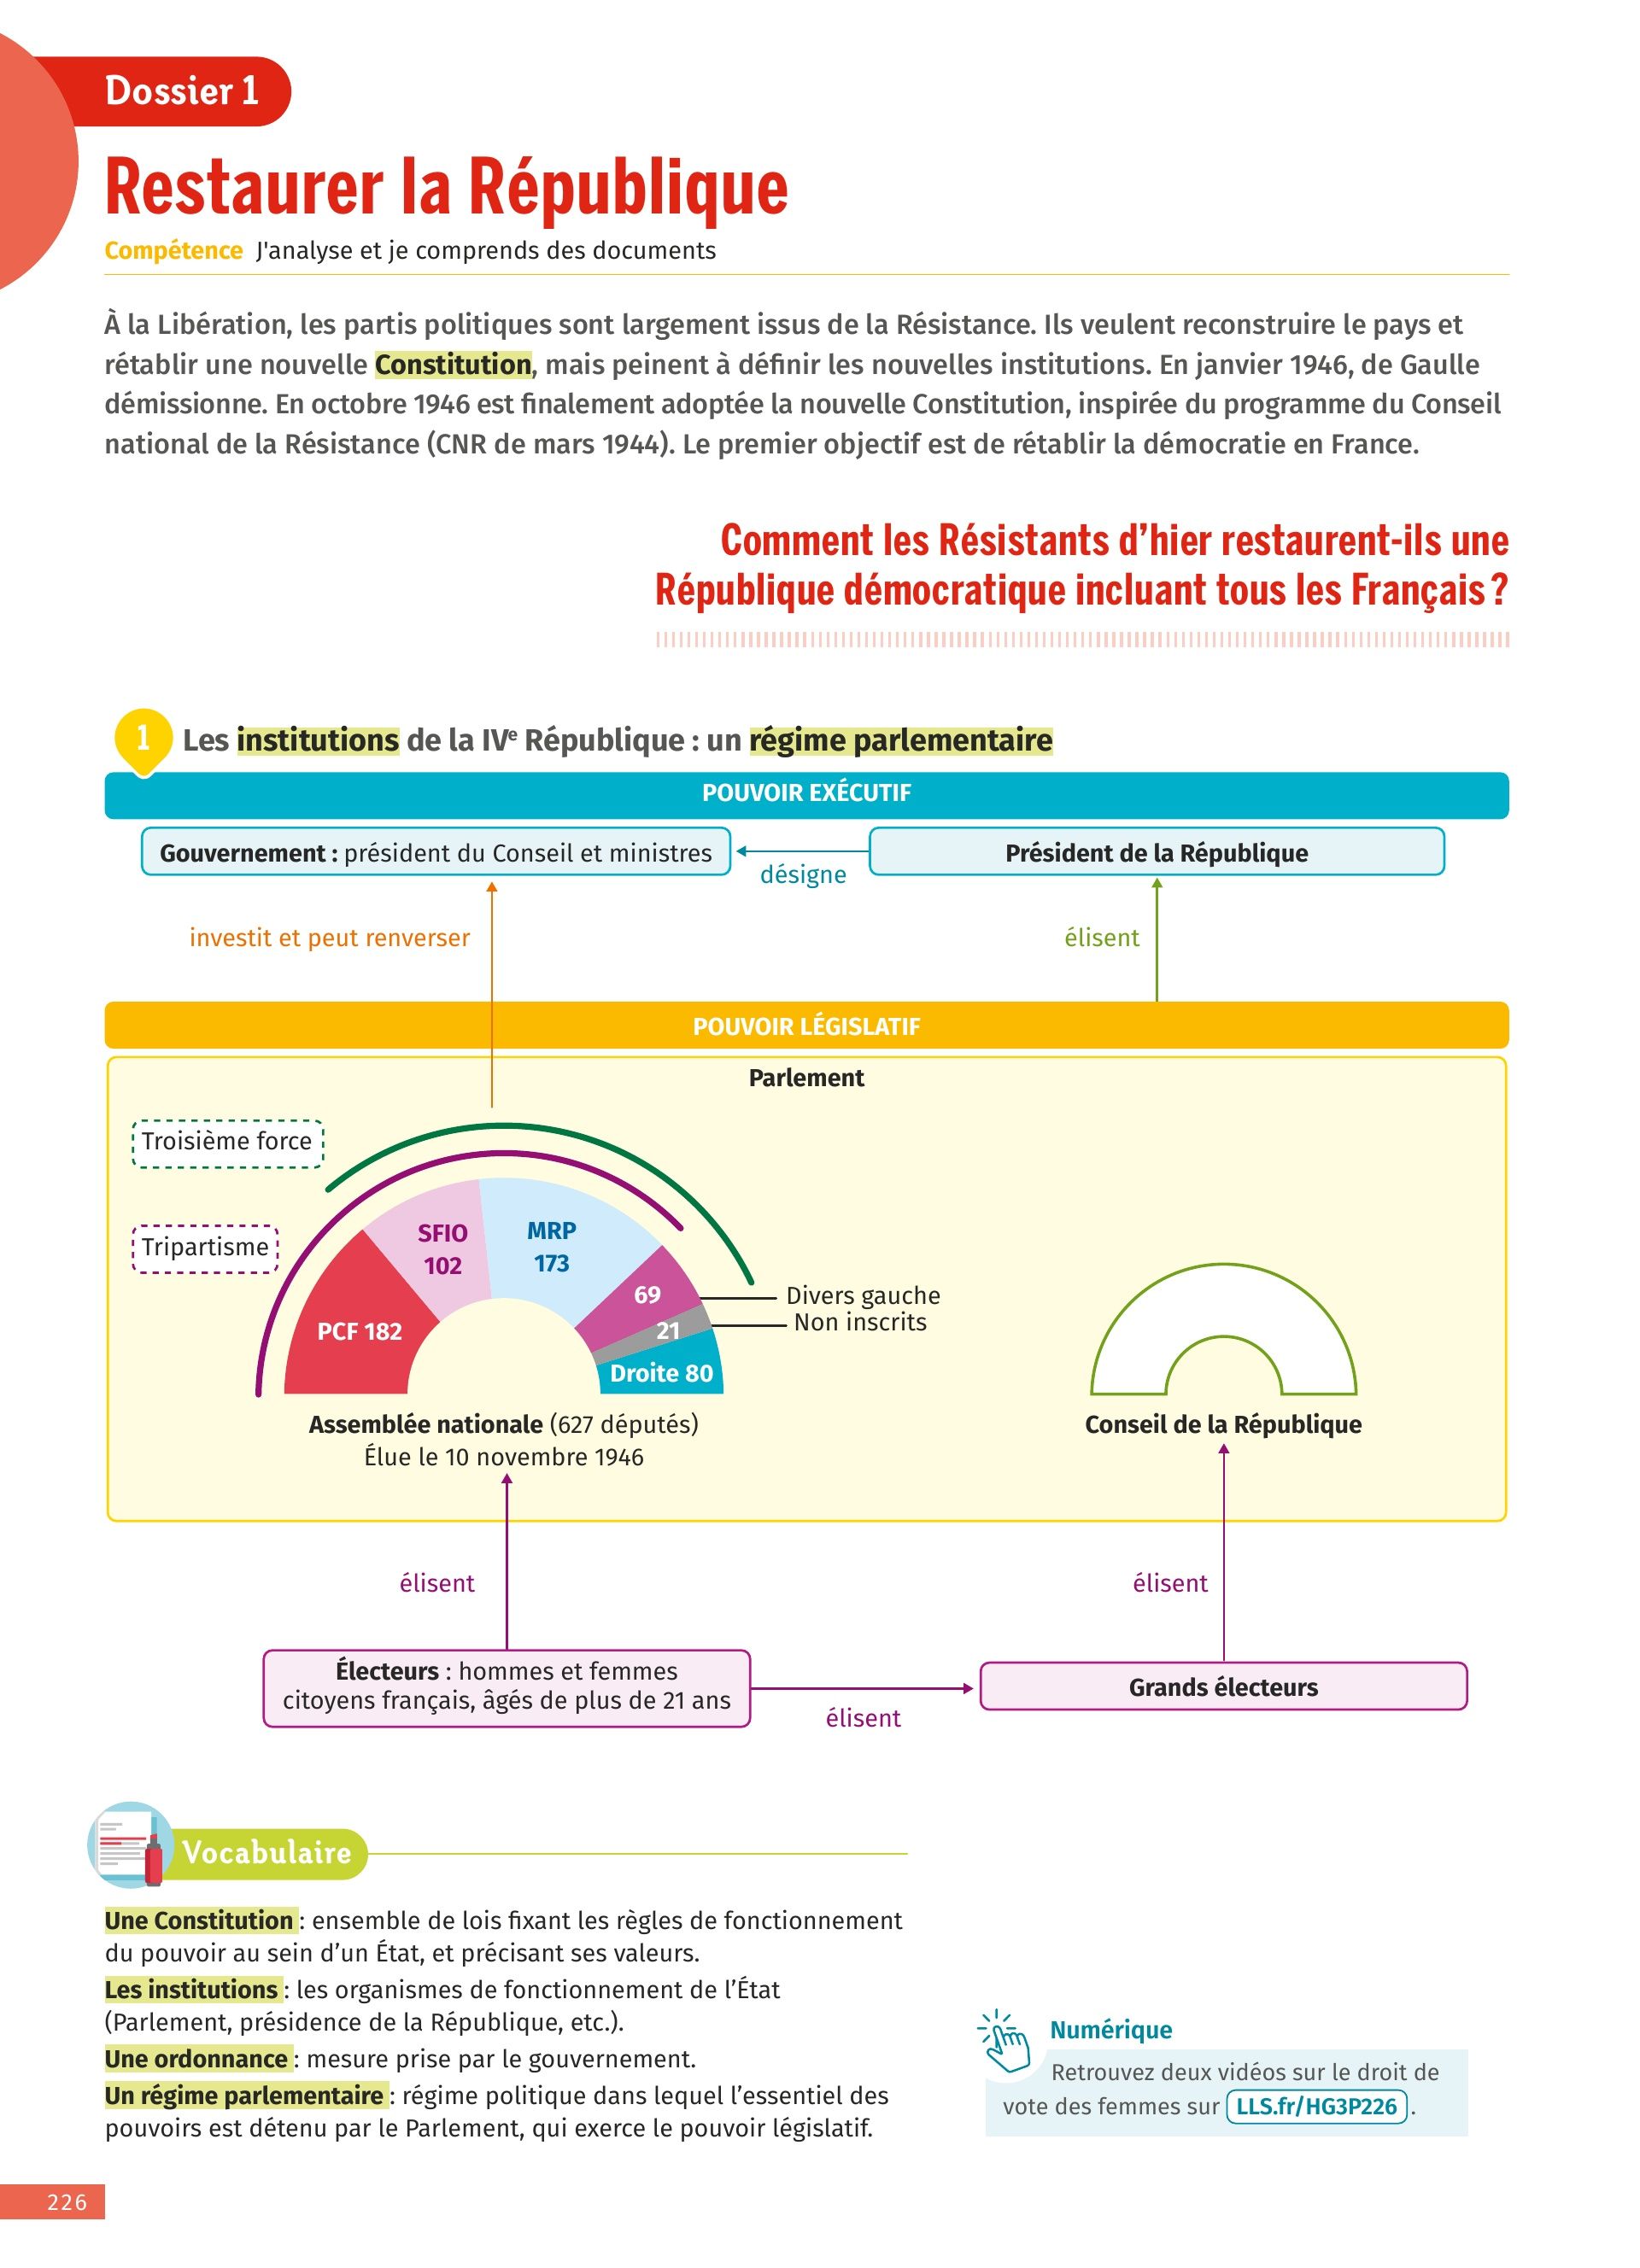 Dossier 1
Restaurer la République
Compétence J'analyse et je comprends des documents
À la Libération, les partis politiques sont largement issus de la Résistance. Ils veulent reconstruire le pays et
rétablir une nouvelle Constitution, mais peinent à définir les nouvelles institutions. En janvier 1946, de Gaulle
démissionne. En octobre 1946 est finalement adoptée la nouvelle Constitution, inspirée du programme du Conseil
national de la Résistance (CNR de mars 1944). Le premier objectif est de rétablir la démocratie en France.
Comment les Résistants d’hier restaurent-ils une
République démocratique incluant tous les Français ?
1 Les institutions de la IVe République : un régime parlementaire
POUVOIR EXÉCUTIF
Gouvernement : président du Conseil et ministres
désigne
Président de la République
investit et peut renverser
élisent
POUVOIR LÉGISLATIF
Parlement
Troisième force
Tripartisme
PCF 182
SFIO
102
MRP
173
69
21
Droite 80
Divers gauche
Non inscrits
Assemblée nationale (627 députés)
Élue le 10 novembre 1946
Conseil de la République
élisent
élisent
Électeurs : hommes et femmes
citoyens français, âgés de plus de 21 ans
élisent
Grands électeurs
Vocabulaire
Une Constitution : ensemble de lois fixant les règles de fonctionnement
du pouvoir au sein d’un État, et précisant ses valeurs.
Les institutions : les organismes de fonctionnement de l’État
(Parlement, présidence de la République, etc.).
Une ordonnance : mesure prise par le gouvernement.
Un régime parlementaire : régime politique dans lequel l’essentiel des
pouvoirs est détenu par le Parlement, qui exerce le pouvoir législatif.
Numérique
Retrouvez deux vidéos sur le droit de
vote des femmes sur LLS.fr/HG3P226 .
226